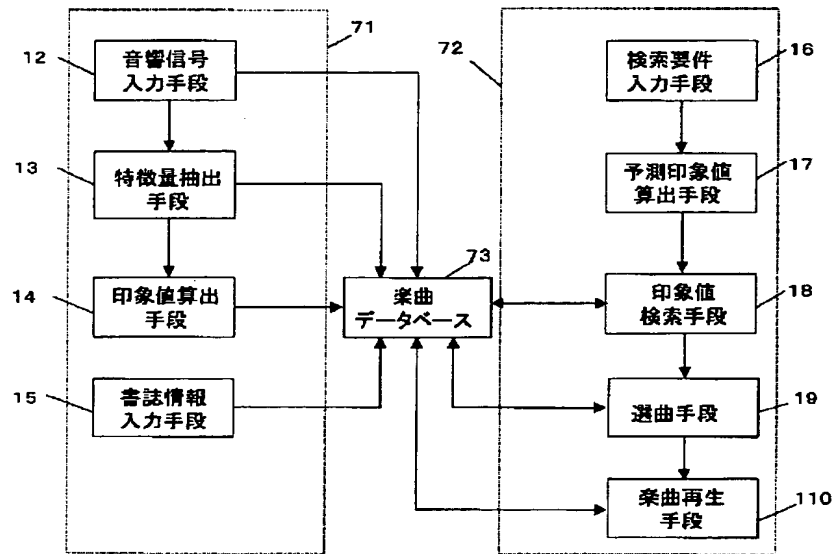 71
12
音響信号
入力手段
13
特徴量抽出
手段
14
印象値算出
手段
15
書誌情報
入力手段
73
楽曲
データベース
72
検索要件
入力手段
16
予測印象値
算出手段
17
印象値
検索手段
18
選曲手段
19
楽曲再生
手段
110